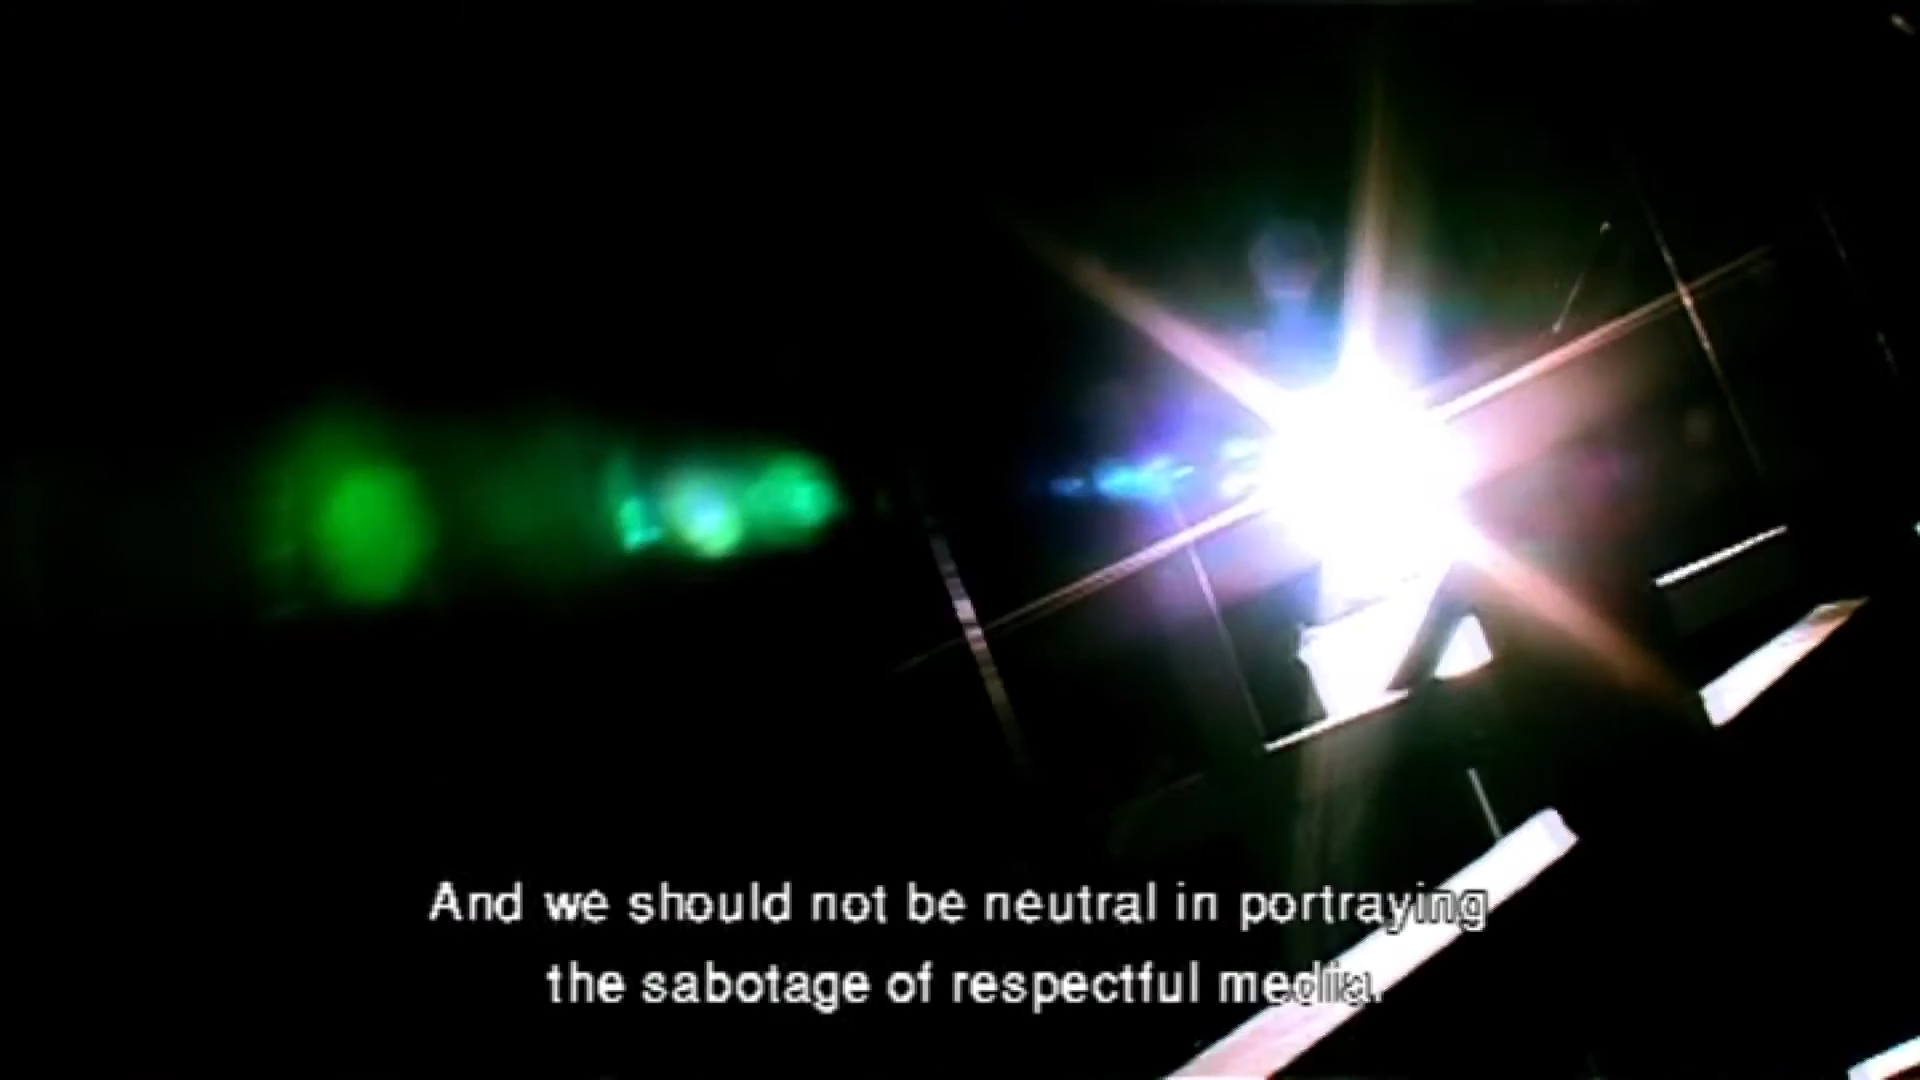 And we should not be neutral in portraying
the sabotage of respectful media.